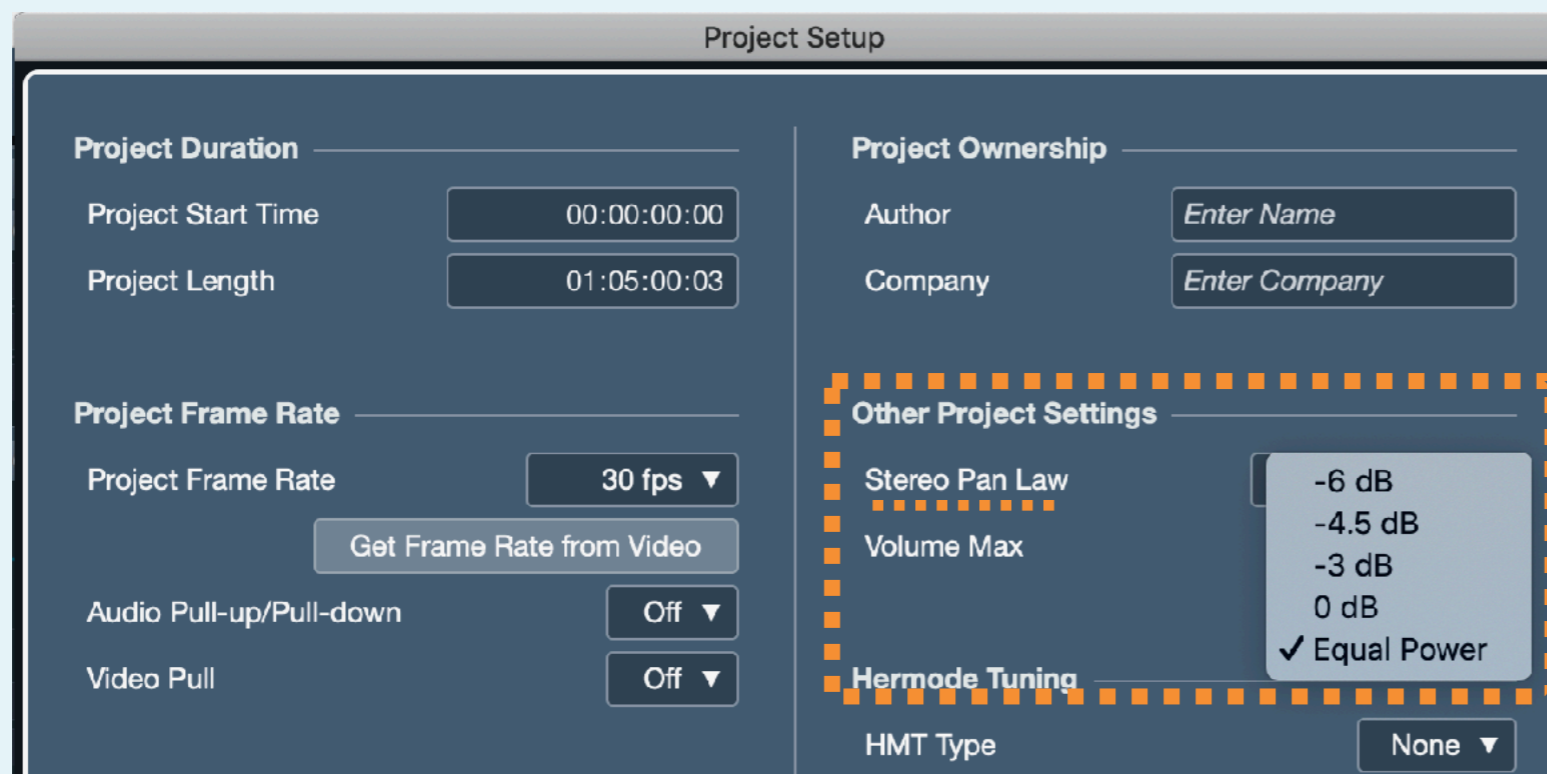 Project Setup
Project Duration
Project Start Time 00:00:00:00
Project Length 01:05:00:03
Project Frame Rate
Project Frame Rate 30 fps
Get Frame Rate from Video
Audio Pull-up/Pull-down Off
Video Pull Off
Project Ownership
Author Enter Name
Company Enter Company
Other Project Settings
Stereo Pan Law
Volume Max
-6 dB
-4.5 dB
-3 dB
0 dB
Equal Power
Hermode Tuning
HMT Type None